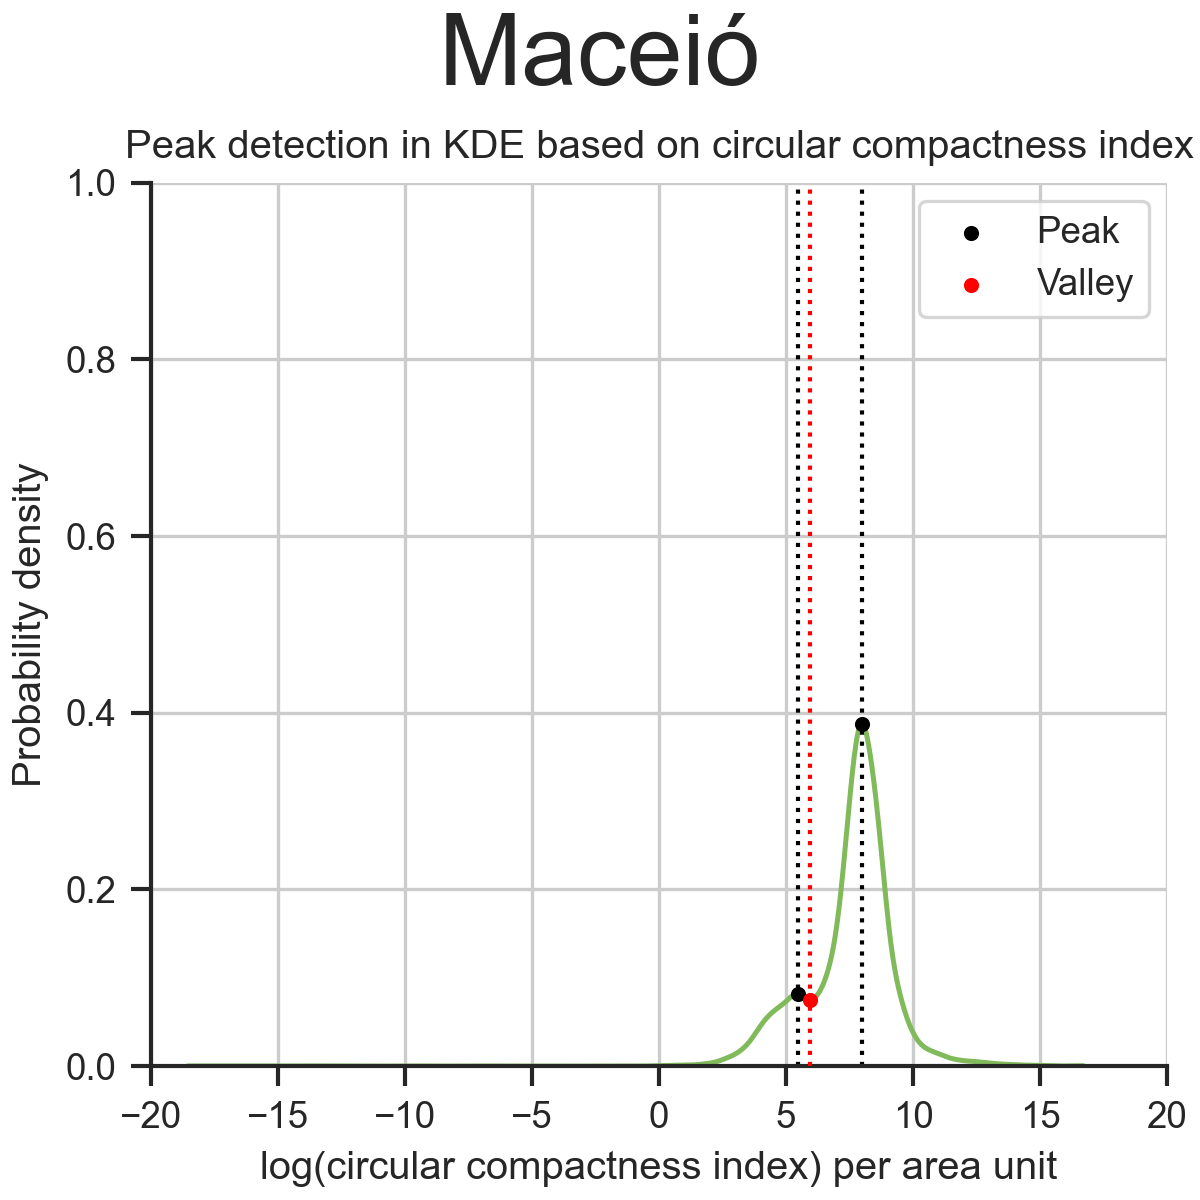 Maceió
Peak detection in KDE based on circular compactness index
1.0
0.8
0.6
0.4
0.2
0.0
Probability density
Peak
Valley
−20 −15 −10 −5 0 5 10 15 20
log(circular compactness index) per area unit